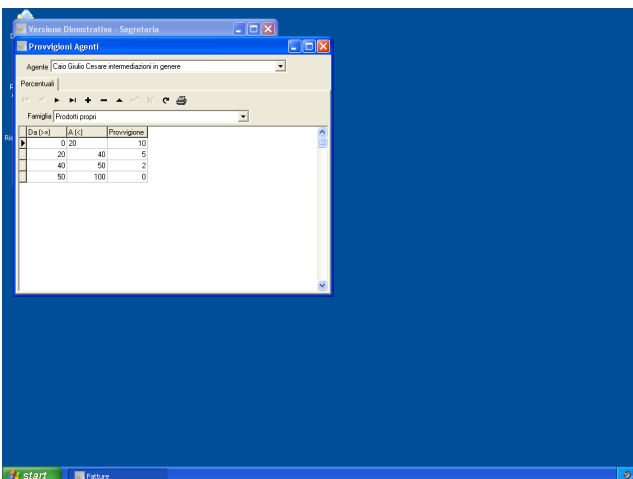 Versione Dimostrativa - Segretaria
Provvigioni Agenti
Agente Caio Giulio Cesare intermediazioni in genere
Percentuali
Famiglia Prodotti propri
Da (>=) A (<) Provvigione
0 20 10
20 40 5
40 50 2
50 100 0
start Fatture